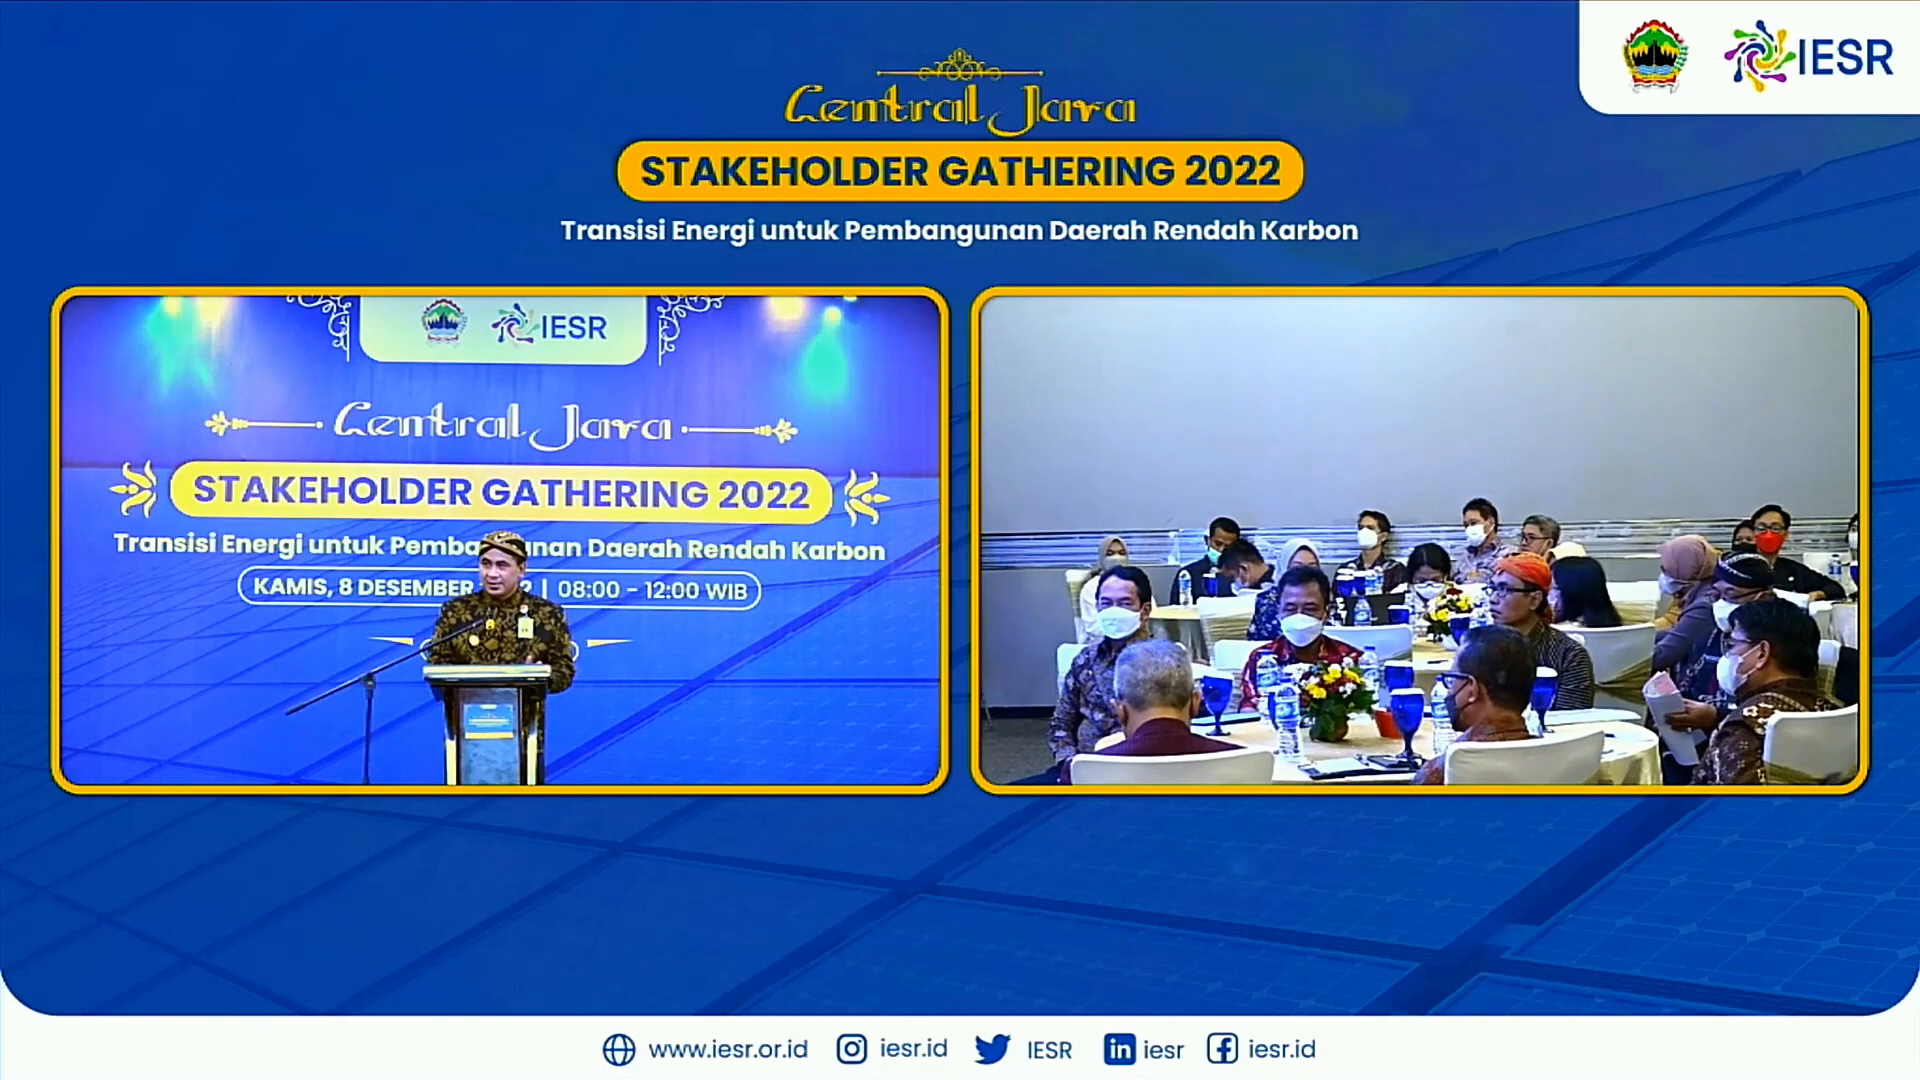 IESR
Central Java
STAKEHOLDER GATHERING 2022
Transisi Energi untuk Pembangunan Daerah Rendah Karbon
IESR
Central Java
STAKEHOLDER GATHERING 2022
Transisi Energi untuk Pemba unan Daerah Rendah Karbon
KAMIS, 8 DESEMBER 2 | 08:00 - 12:00 WIB
www.iesr.or.id iesr.id IESR iesr iesr.id